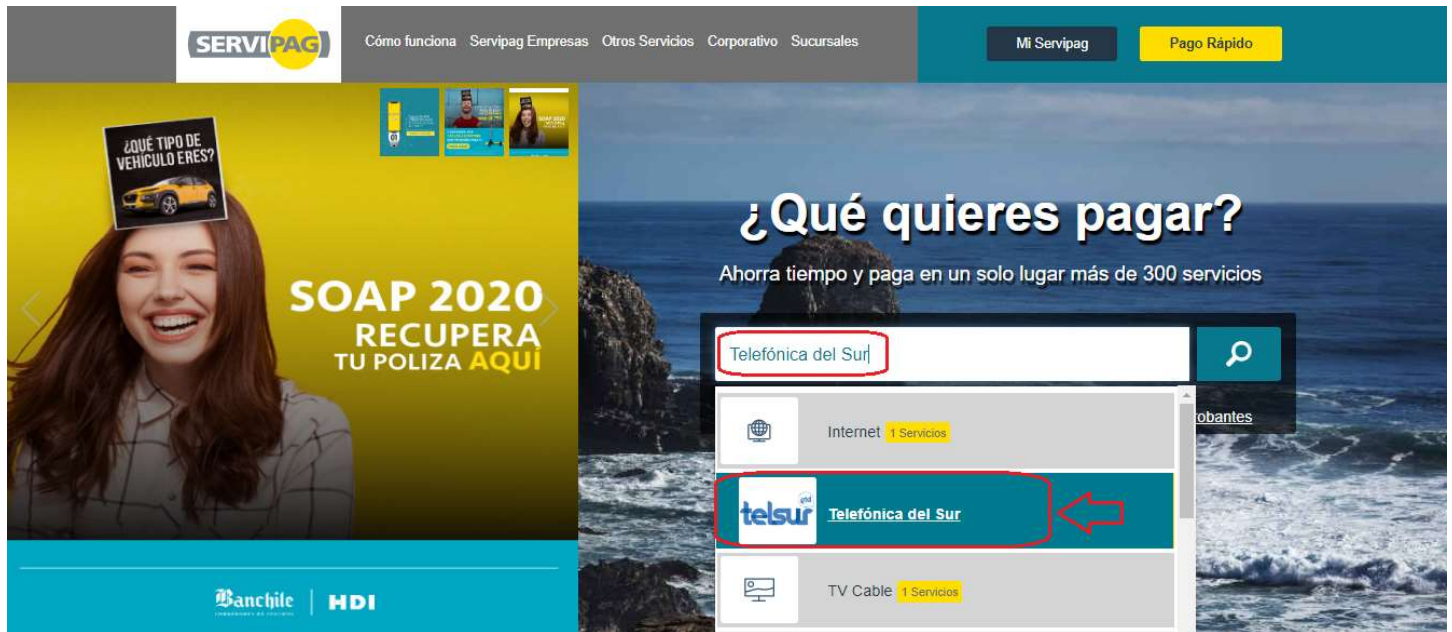 SERVIPAG
Cómo funciona Servipag Empresas Otros Servicios Corporativo Sucursales
Mi Servipag
Pago Rápido
¿QUÉ TIPO DE
VEHÍCULO ERES?
SOAP 2020
RECUPERA
TU POLIZA AQUÍ
Banchile
HDI
¿Qué quieres pagar?
Ahorra tiempo y paga en un solo lugar más de 300 servicios
Telefónica del Sur
robantes
Internet 1 Servicios
telsur
Telefónica del Sur
TV Cable 1 Servicios